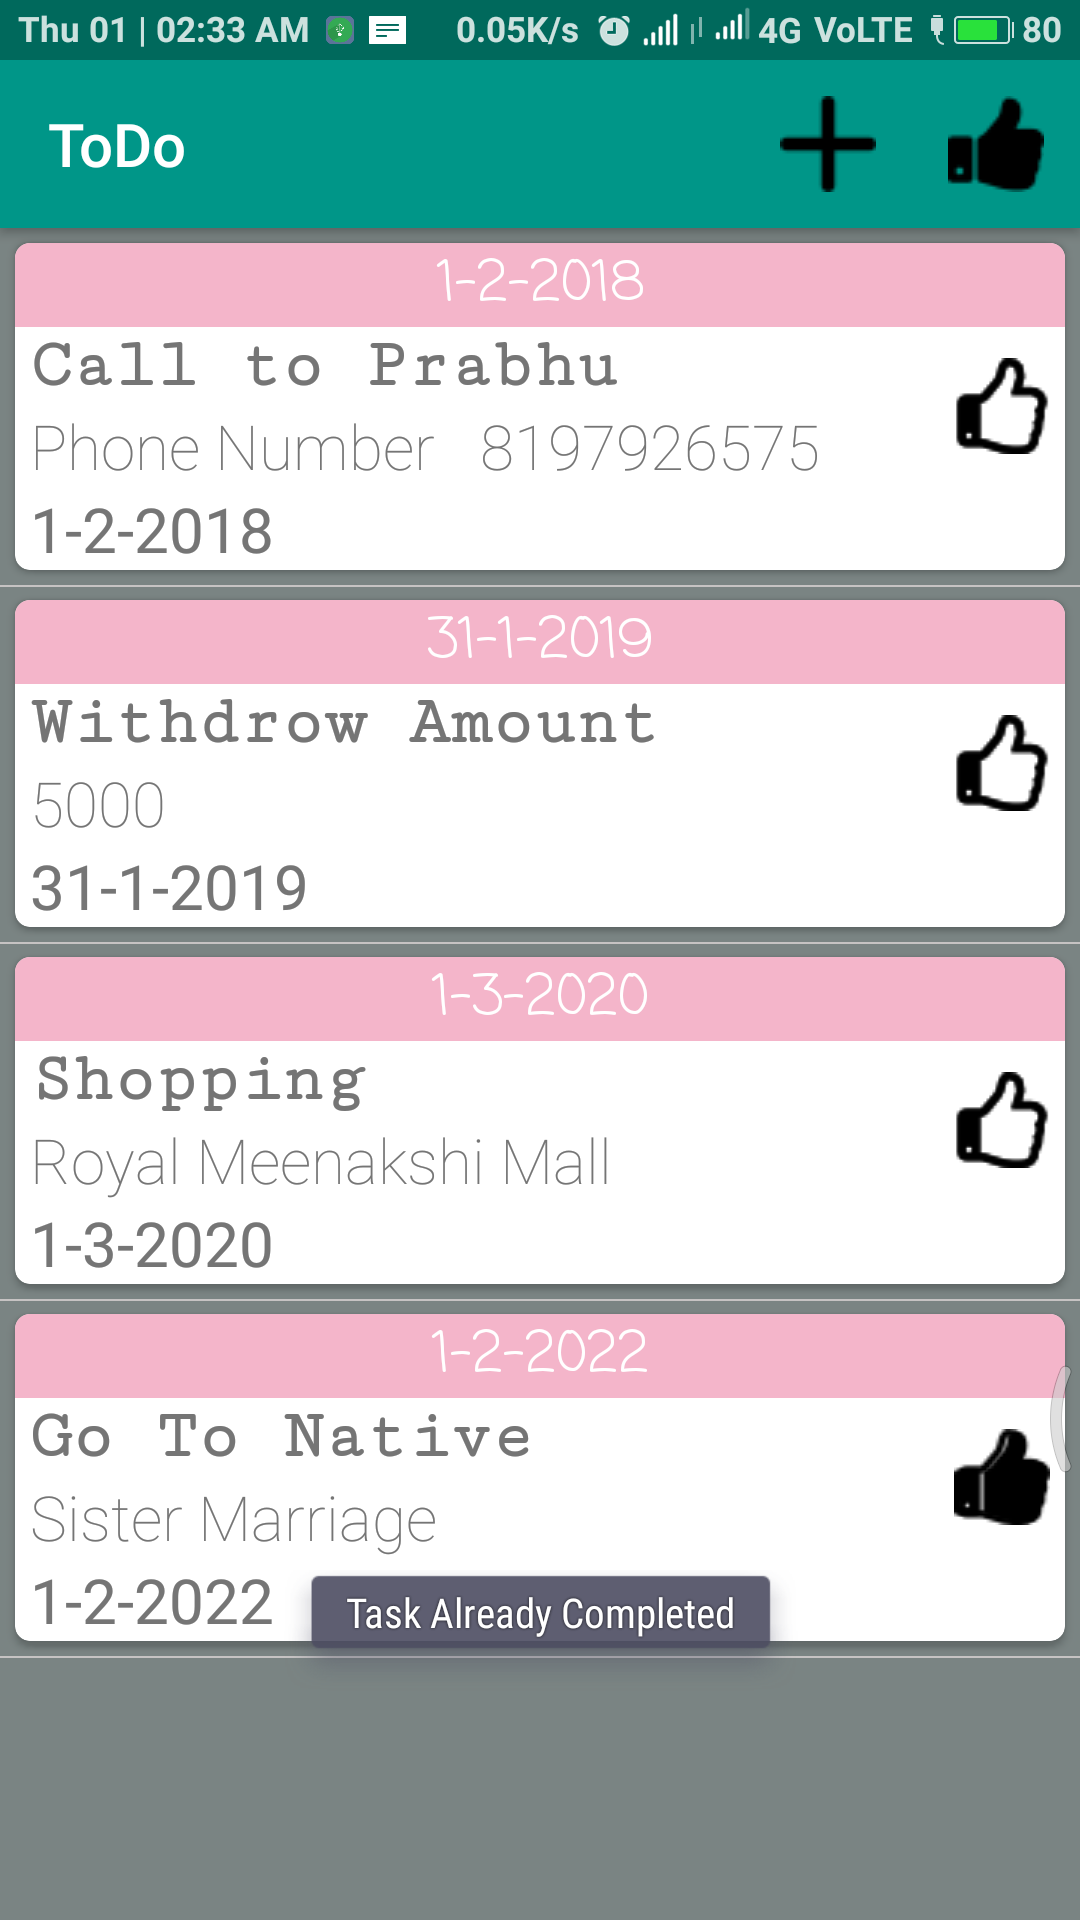 Thu 01 | 02:33 AM 0.05K/s 4G VoLTE 80
ToDo
1-2-2018
Call to Prabhu
Phone Number 8197926575
1-2-2018
31-1-2019
Withdrow Amount
5000
31-1-2019
1-3-2020
Shopping
Royal Meenakshi Mall
1-3-2020
1-2-2022
Go To Native
Sister Marriage
1-2-2022
Task Already Completed